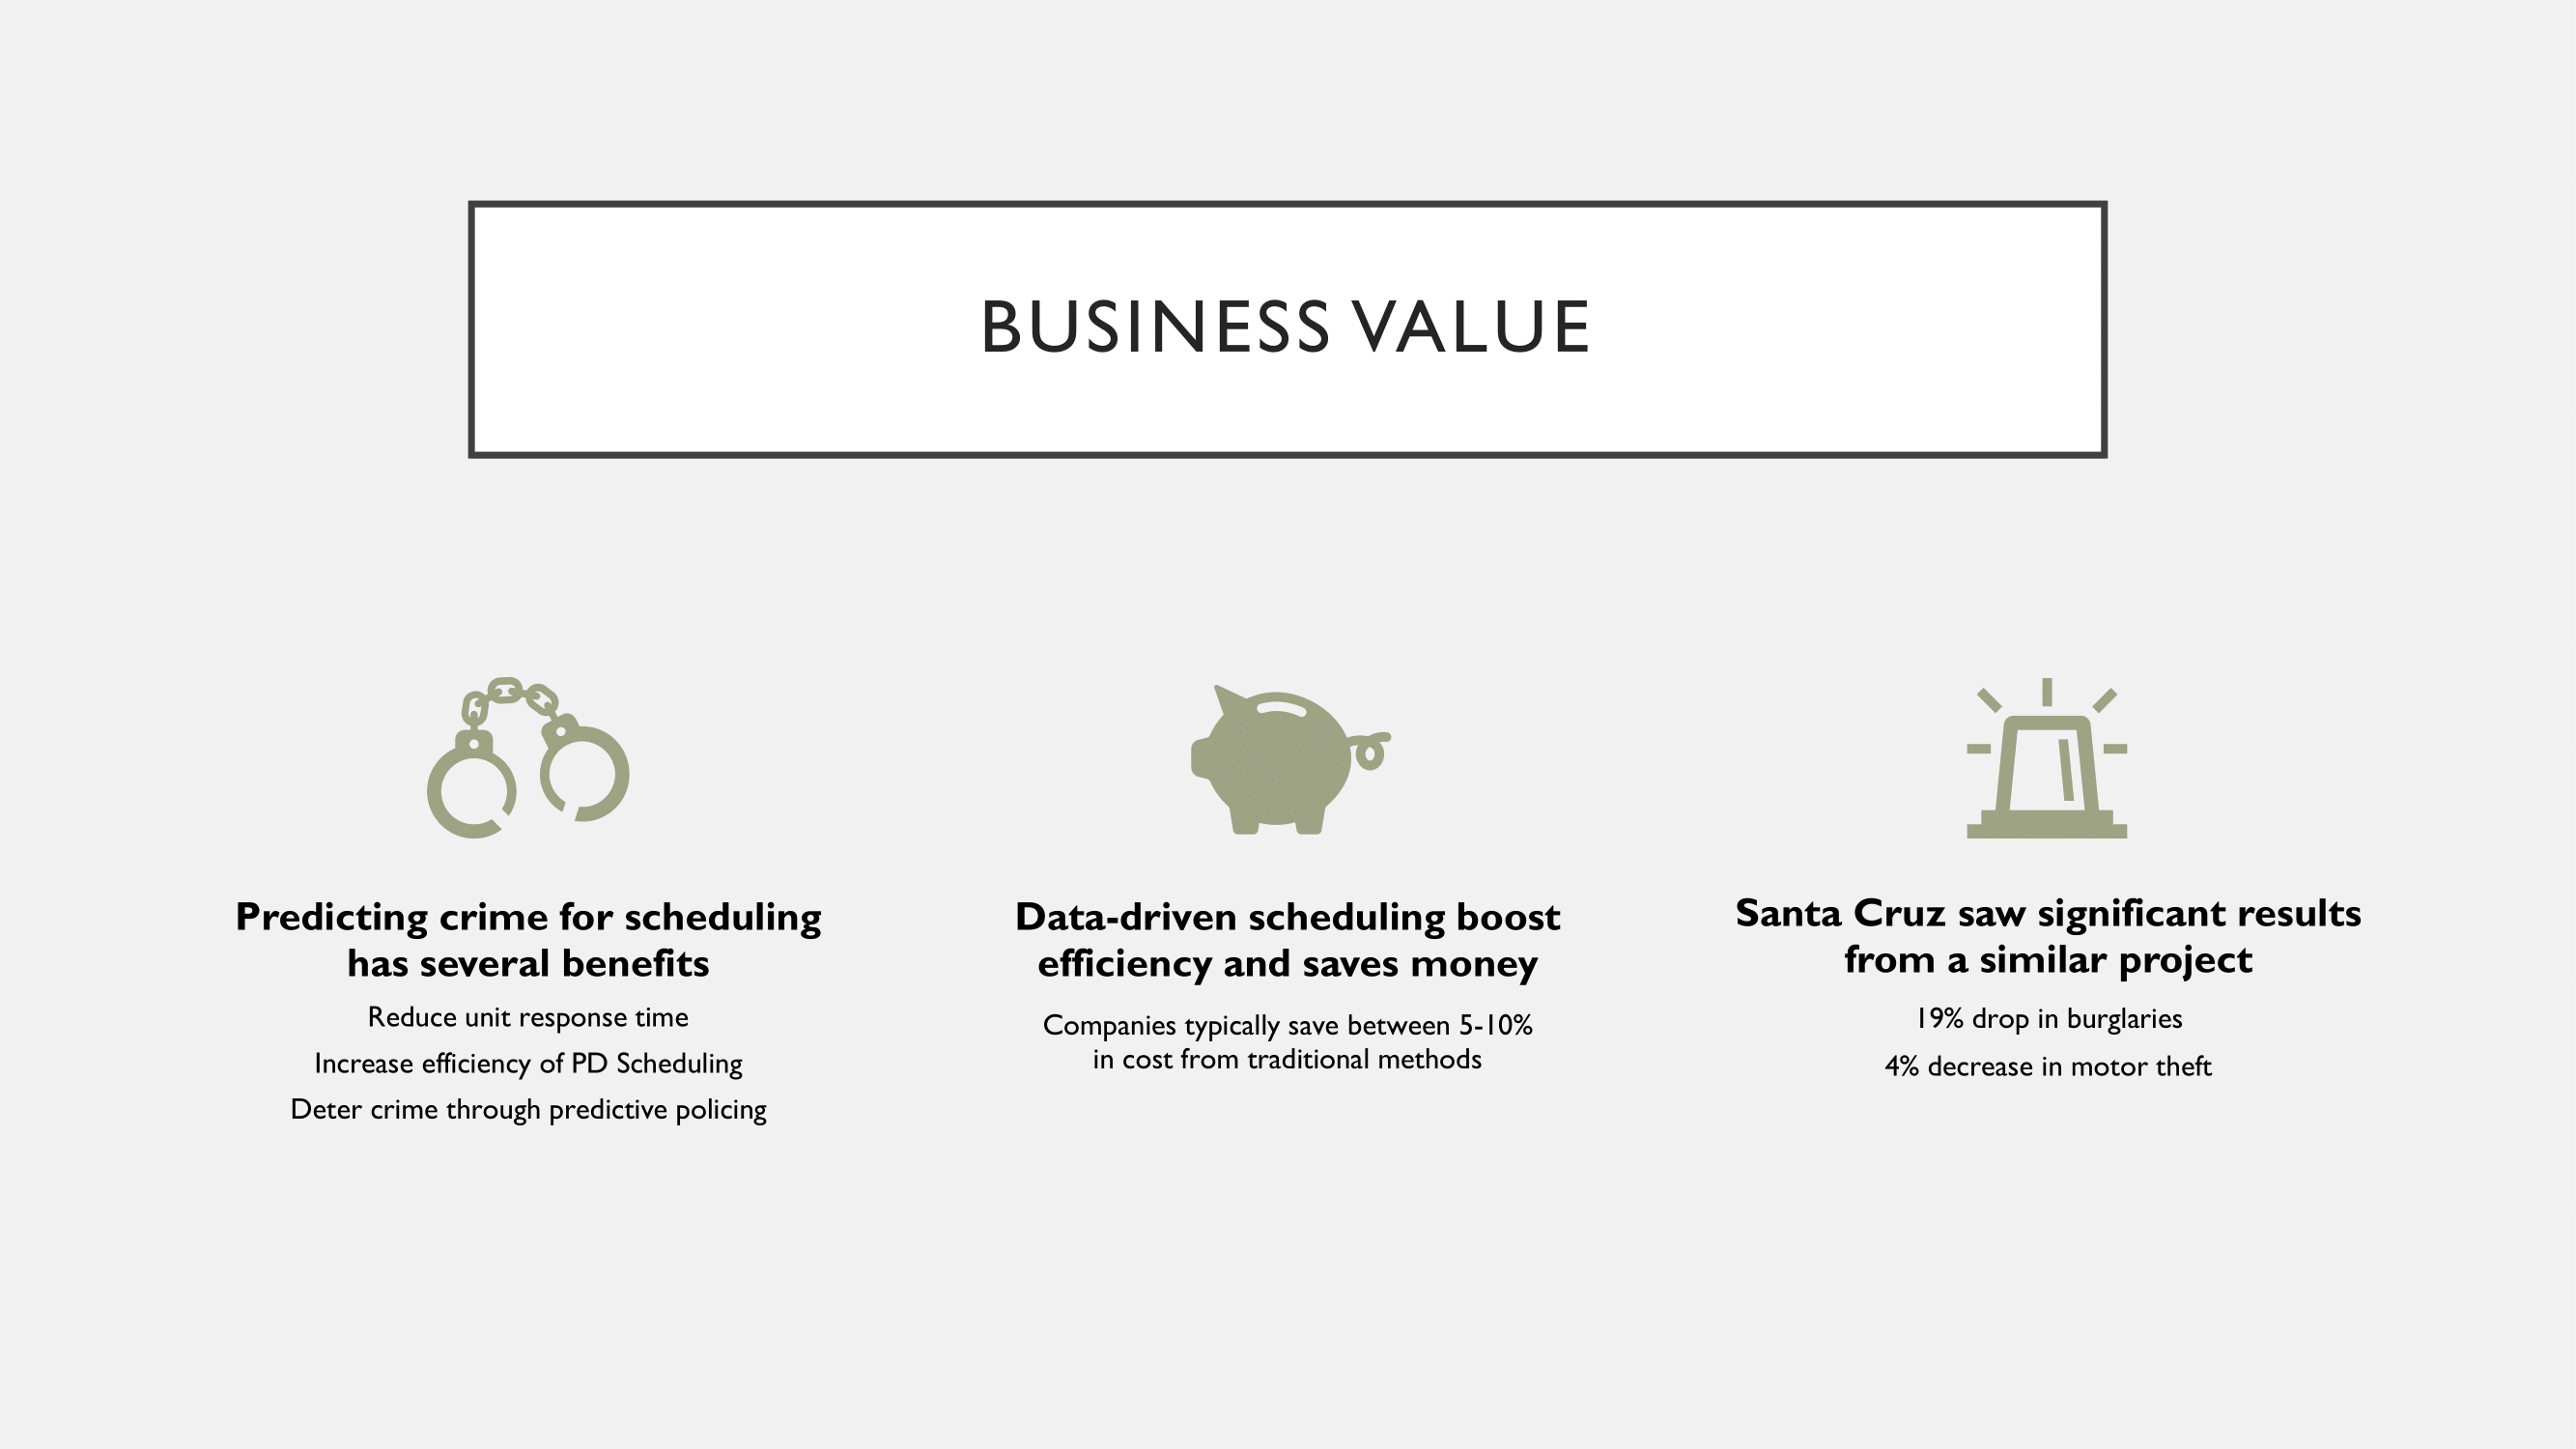 BUSINESS VALUE
Predicting crime for scheduling
has several benefits
Reduce unit response time
Increase efficiency of PD Scheduling
Deter crime through predictive policing
Data-driven scheduling boost
efficiency and saves money
Companies typically save between 5-10%
in cost from traditional methods
Santa Cruz saw significant results
from a similar project
19% drop in burglaries
4% decrease in motor theft